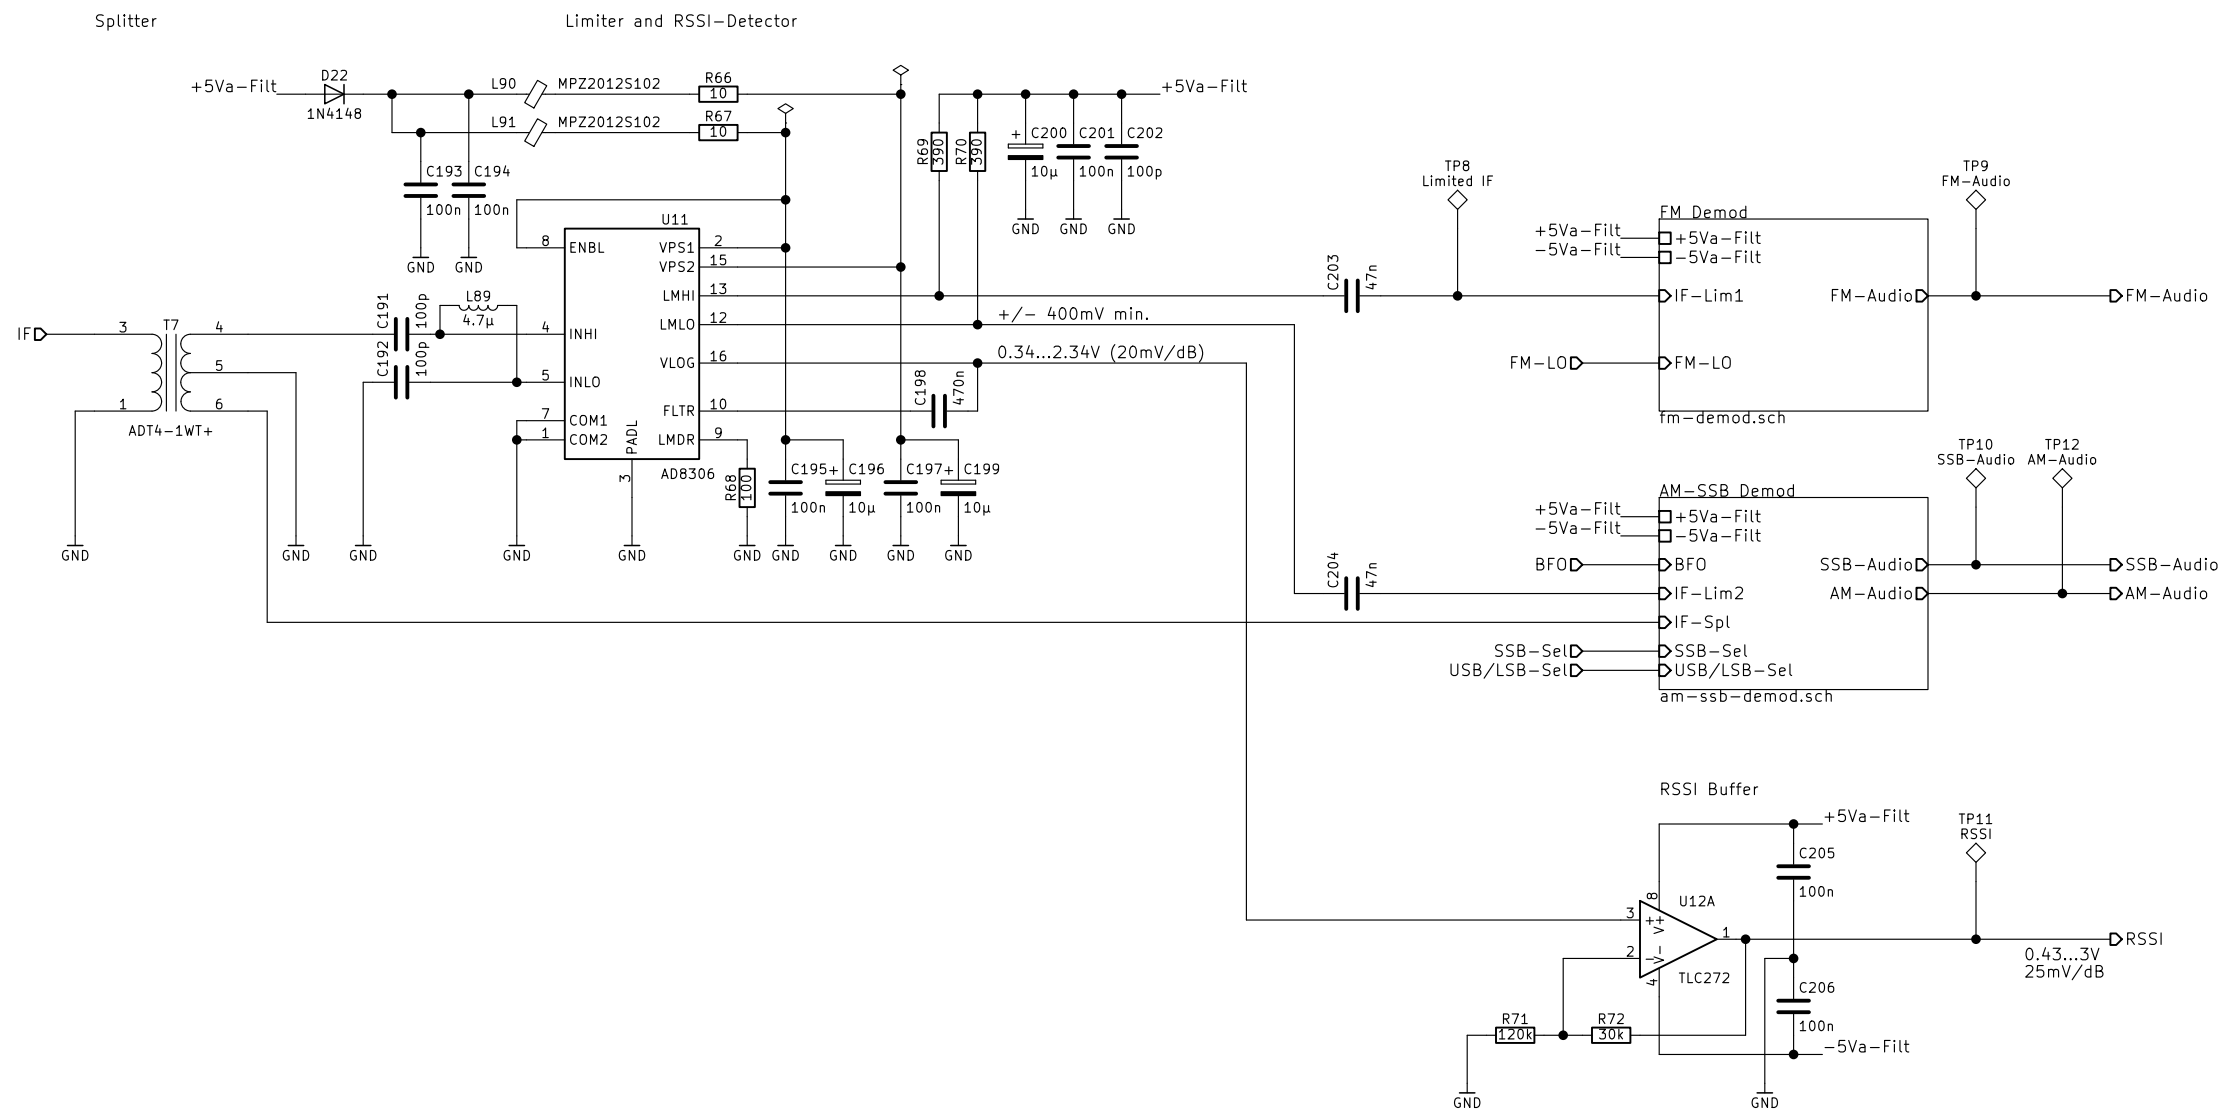 Splitter
Limiter and RSSI-Detector
+5Va-Filt
D22
1N4148
L90
MPZ2012S102
R66
10
L91
MPZ2012S102
R67
10
+5Va-Filt
C193
100n
C194
100n
GND
GND
R69
390
R70
390
+
C200
10µ
C201
100n
C202
100p
GND
GND
GND
U11
8
ENBL
VPS1
2
VPS2
15
LMHI
13
LMLO
12
+/- 400mV min.
4
INHI
5
INLO
VLOG
16
0.34...2.34V (20mV/dB)
7
COM1
1
COM2
FLTR
10
LMDR
9
PADL
3
AD8306
IF
3
T7
4
5
1
6
ADT4-1WT+
C191
100p
C192
100p
L89
4.7µ
C198
470n
R68
100
C195
100n
+
C196
10µ
C197
100n
+
C199
10µ
GND
GND
GND
GND
GND
GND
GND
GND
GND
GND
C203
47n
TP8
Limited IF
TP9
FM-Audio
FM Demod
+5Va-Filt
+5Va-Filt
-5Va-Filt
-5Va-Filt
IF-Lim1
FM-Audio
FM-Audio
FM-LO
FM-LO
fm-demod.sch
TP10
SSB-Audio
TP12
AM-Audio
AM-SSB Demod
+5Va-Filt
+5Va-Filt
-5Va-Filt
-5Va-Filt
BFO
BFO
SSB-Audio
SSB-Audio
C204
47n
IF-Lim2
AM-Audio
AM-Audio
IF-Spl
SSB-Sel
SSB-Sel
USB/LSB-Sel
USB/LSB-Sel
am-ssb-demod.sch
RSSI Buffer
+5Va-Filt
TP11
RSSI
C205
100n
8
U12A
3
+
V+
1
2
-
V-
4
TLC272
RSSI
0.43...3V
25mV/dB
C206
100n
R71
120k
R72
30k
-5Va-Filt
GND
GND